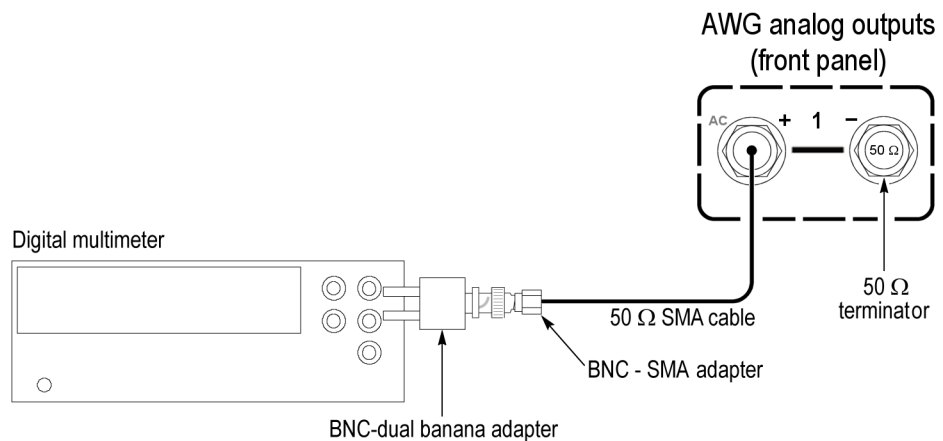 AWG analog outputs
(front panel)
AC + 1 −
50 Ω
Digital multimeter
50 Ω
terminator
50 Ω SMA cable
BNC - SMA adapter
BNC-dual banana adapter